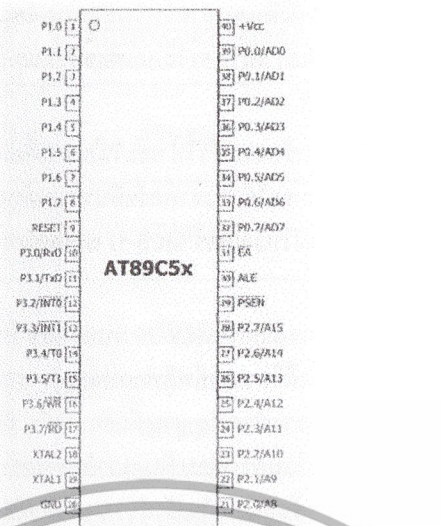 P1.0 1 40 +Vcc
P1.1 2 39 P0.0/AD0
P1.2 3 38 P0.1/AD1
P1.3 4 37 P0.2/AD2
P1.4 5 36 P0.3/AD3
P1.5 6 35 P0.4/AD4
P1.6 7 34 P0.5/AD5
P1.7 8 33 P0.6/AD6
RESET 9 32 P0.7/AD7
P3.0/RxD 10 31 EA
P3.1/TxD 11 AT89C5x 30 ALE
P3.2/INT0 12 29 PSEN
P3.3/INT1 13 28 P2.7/A15
P3.4/T0 14 27 P2.6/A14
P3.5/T1 15 26 P2.5/A13
P3.6/WR 16 25 P2.4/A12
P3.7/RD 17 24 P2.3/A11
XTAL2 18 23 P2.2/A10
XTAL1 19 22 P2.1/A9
GND 20 21 P2.0/A8